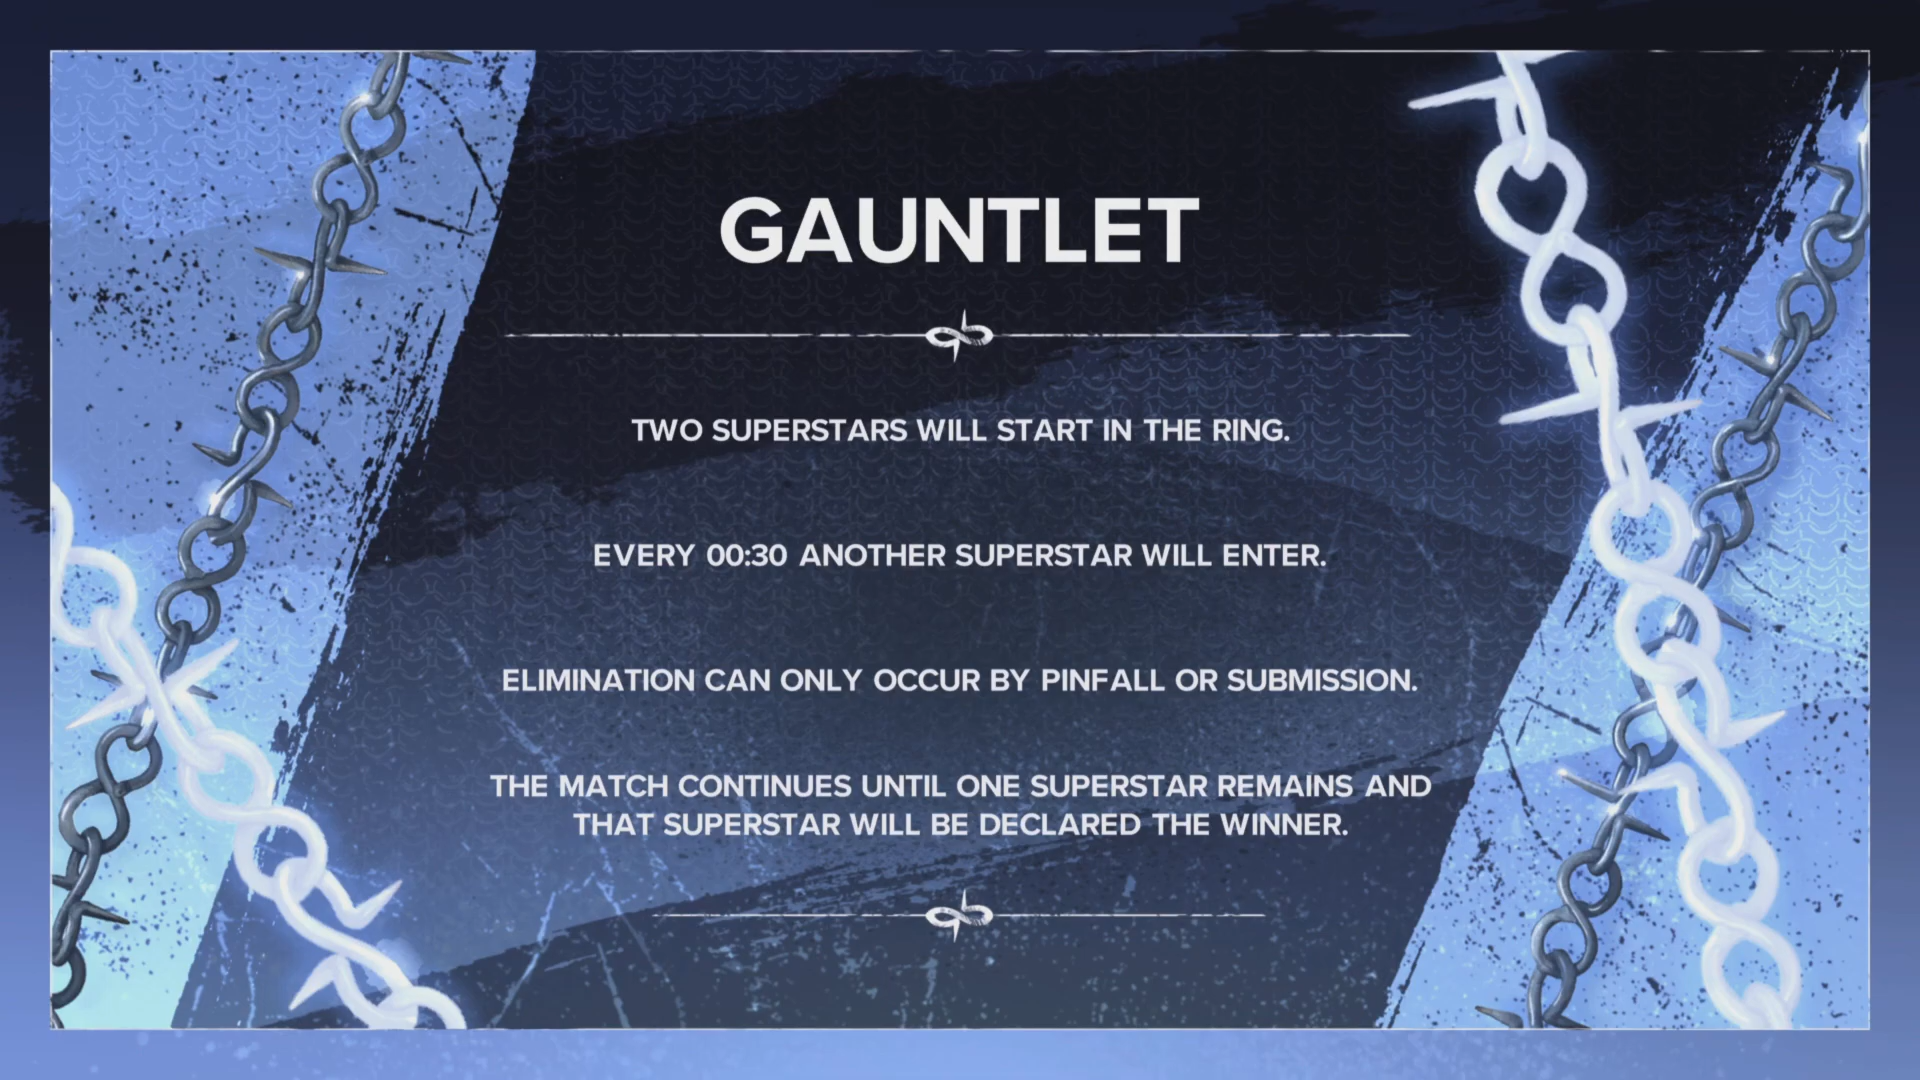 GAUNTLET
TWO SUPERSTARS WILL START IN THE RING.
EVERY 00:30 ANOTHER SUPERSTAR WILL ENTER.
ELIMINATION CAN ONLY OCCUR BY PINFALL OR SUBMISSION.
THE MATCH CONTINUES UNTIL ONE SUPERSTAR REMAINS AND
THAT SUPERSTAR WILL BE DECLARED THE WINNER.